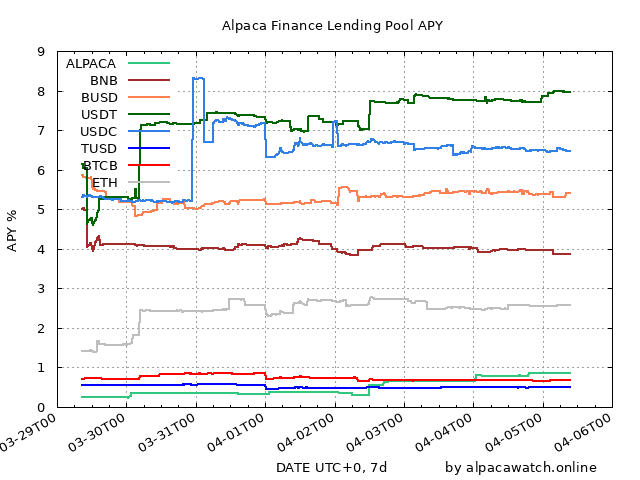 Alpaca Finance Lending Pool APY
9
8
7
6
5
4
3
2
1
0
APY %
ALPACA
BNB
BUSD
USDT
USDC
TUSD
BTCB
ETH
03-29T00
03-30T00
03-31T00
04-01T00
04-02T00
04-03T00
04-04T00
04-05T00
04-06T00
DATE UTC+0, 7d
by alpacawatch.online